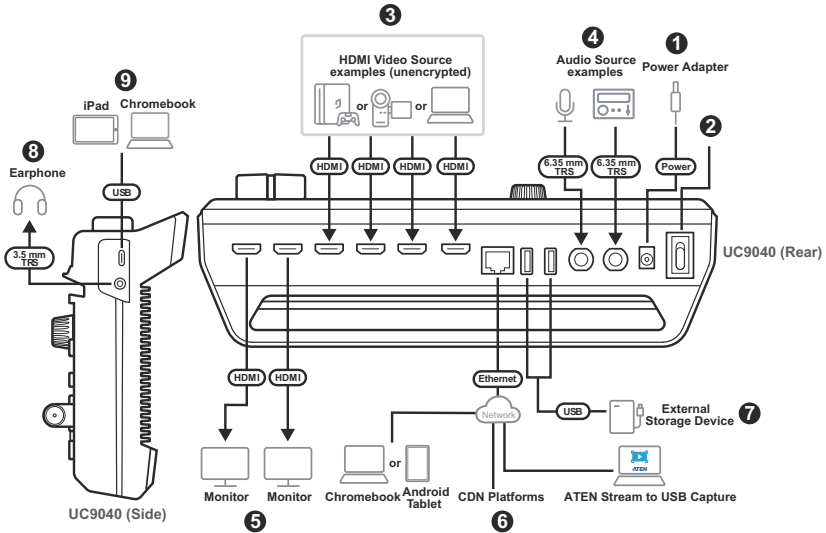 3
HDMI Video Source
examples (unencrypted)
or
or
4
Audio Source
examples
1
Power Adapter
2
9
iPad
Chromebook
8
Earphone
USB
3.5 mm
TRS
HDMI
HDMI
HDMI
HDMI
6.35 mm
TRS
6.35 mm
TRS
Power
UC9040 (Rear)
HDMI
HDMI
Ethernet
Network
USB
External
Storage Device
7
or
ATEN
Monitor
Monitor
Chromebook
Android
Tablet
CDN Platforms
ATEN Stream to USB Capture
UC9040 (Side)
5
6